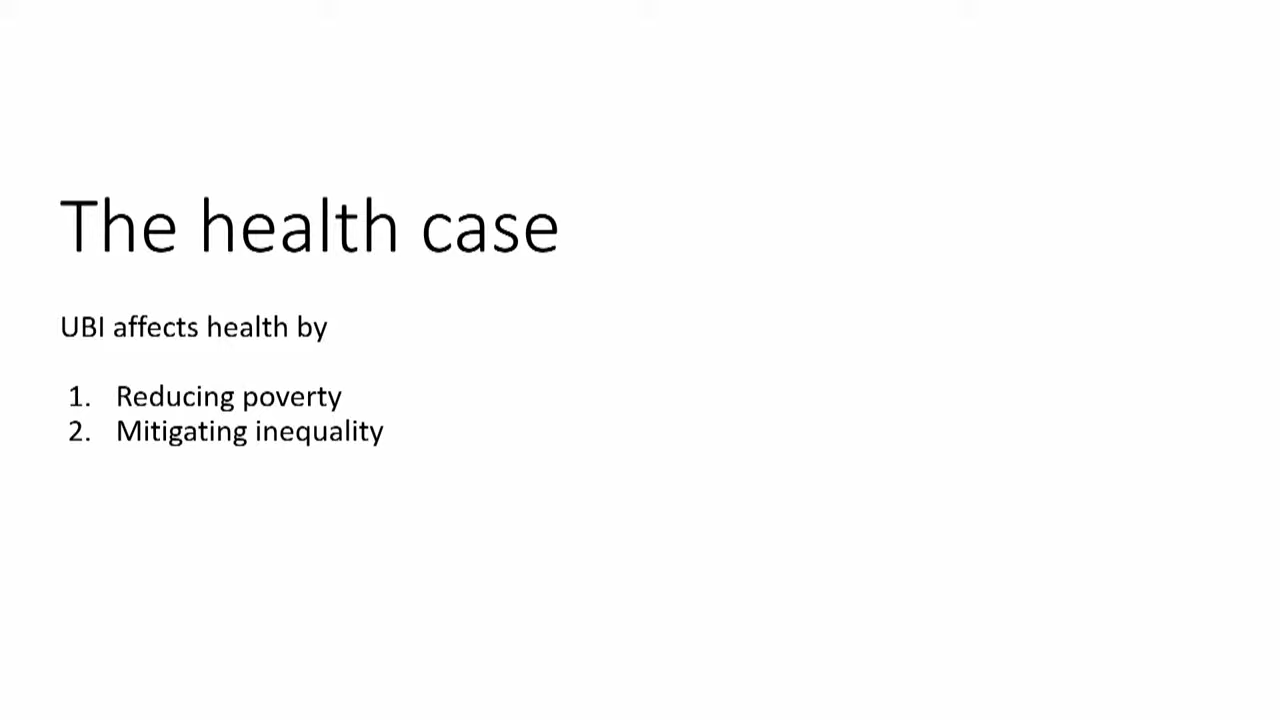 The health case
UBI affects health by
1. Reducing poverty
2. Mitigating inequality